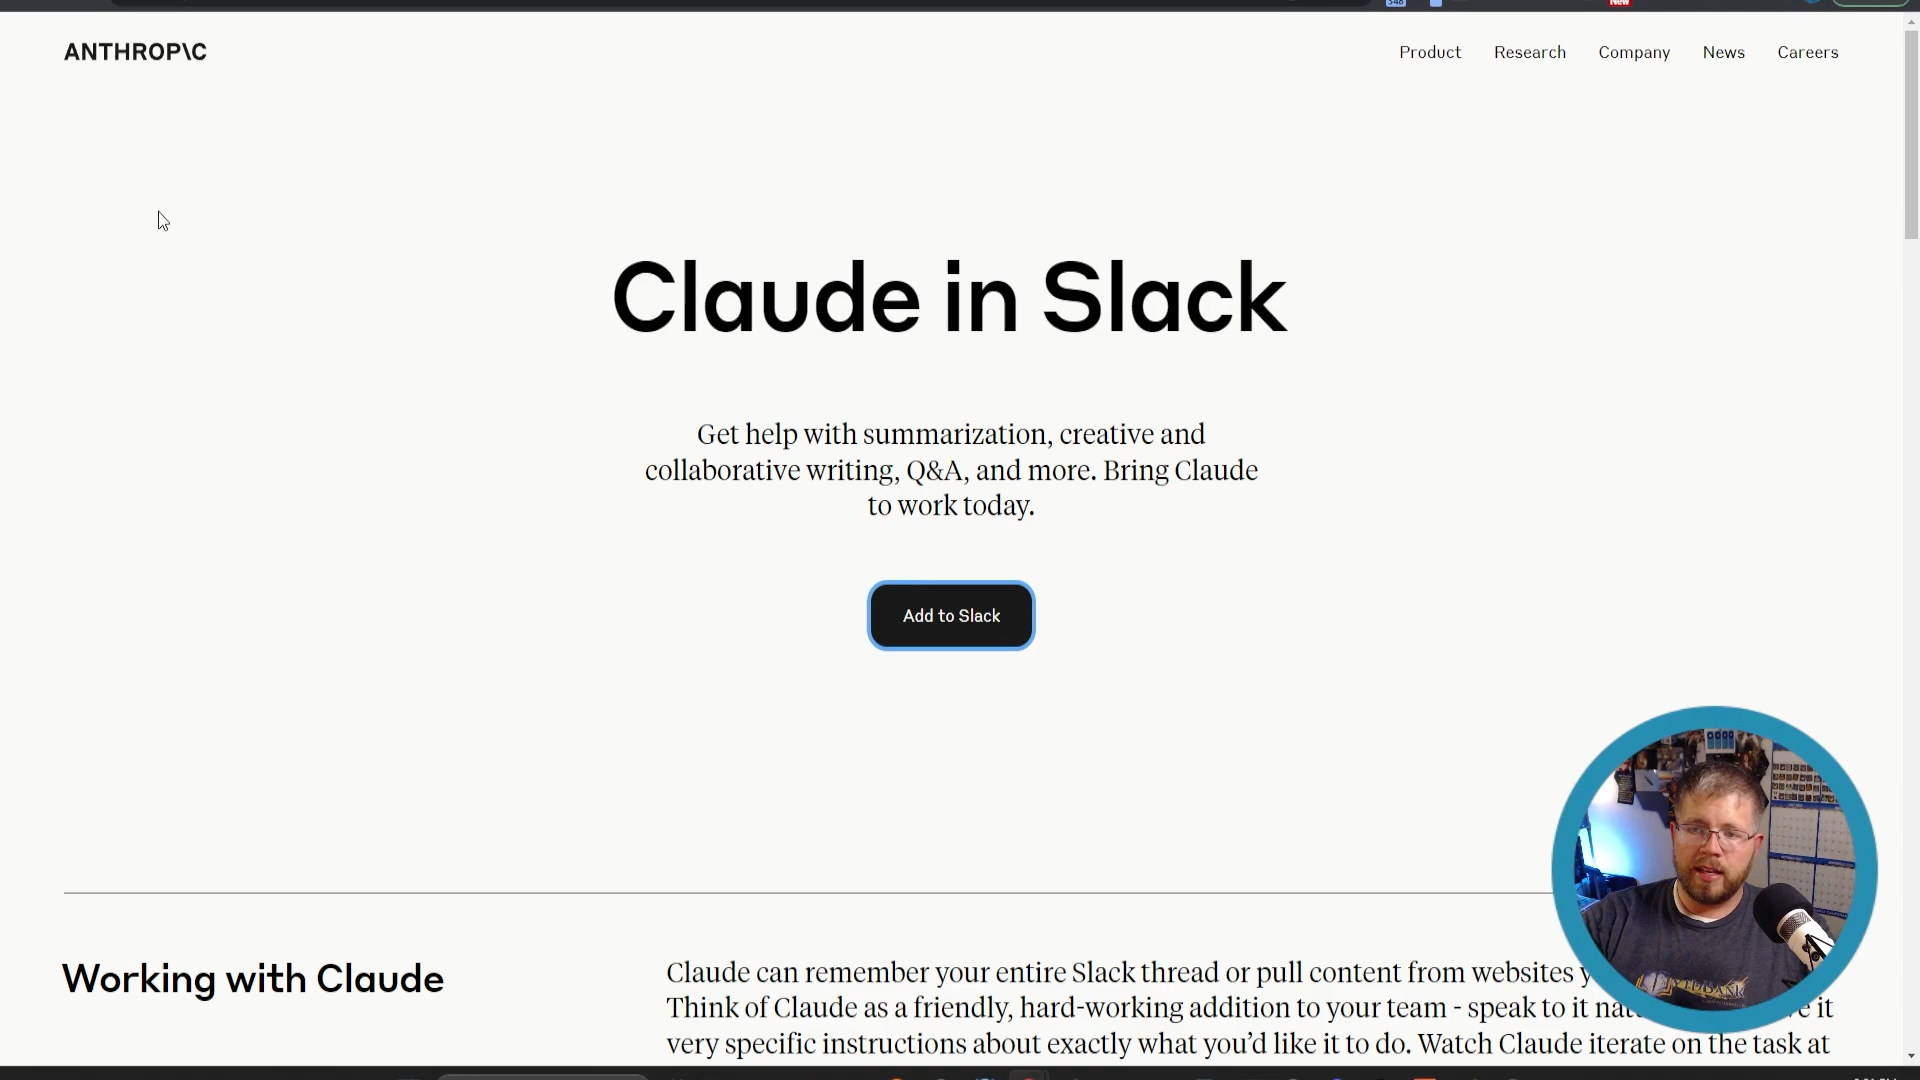 New
ANTHROP\C
Product Research Company News Careers
Claude in Slack
Get help with summarization, creative and
collaborative writing, Q&A, and more. Bring Claude
to work today.
Add to Slack
Working with Claude
Claude can remember your entire Slack thread or pull content from websites
Think of Claude as a friendly, hard-working addition to your team - speak to it it
very specific instructions about exactly what you’d like it to do. Watch Claude iterate on the task at